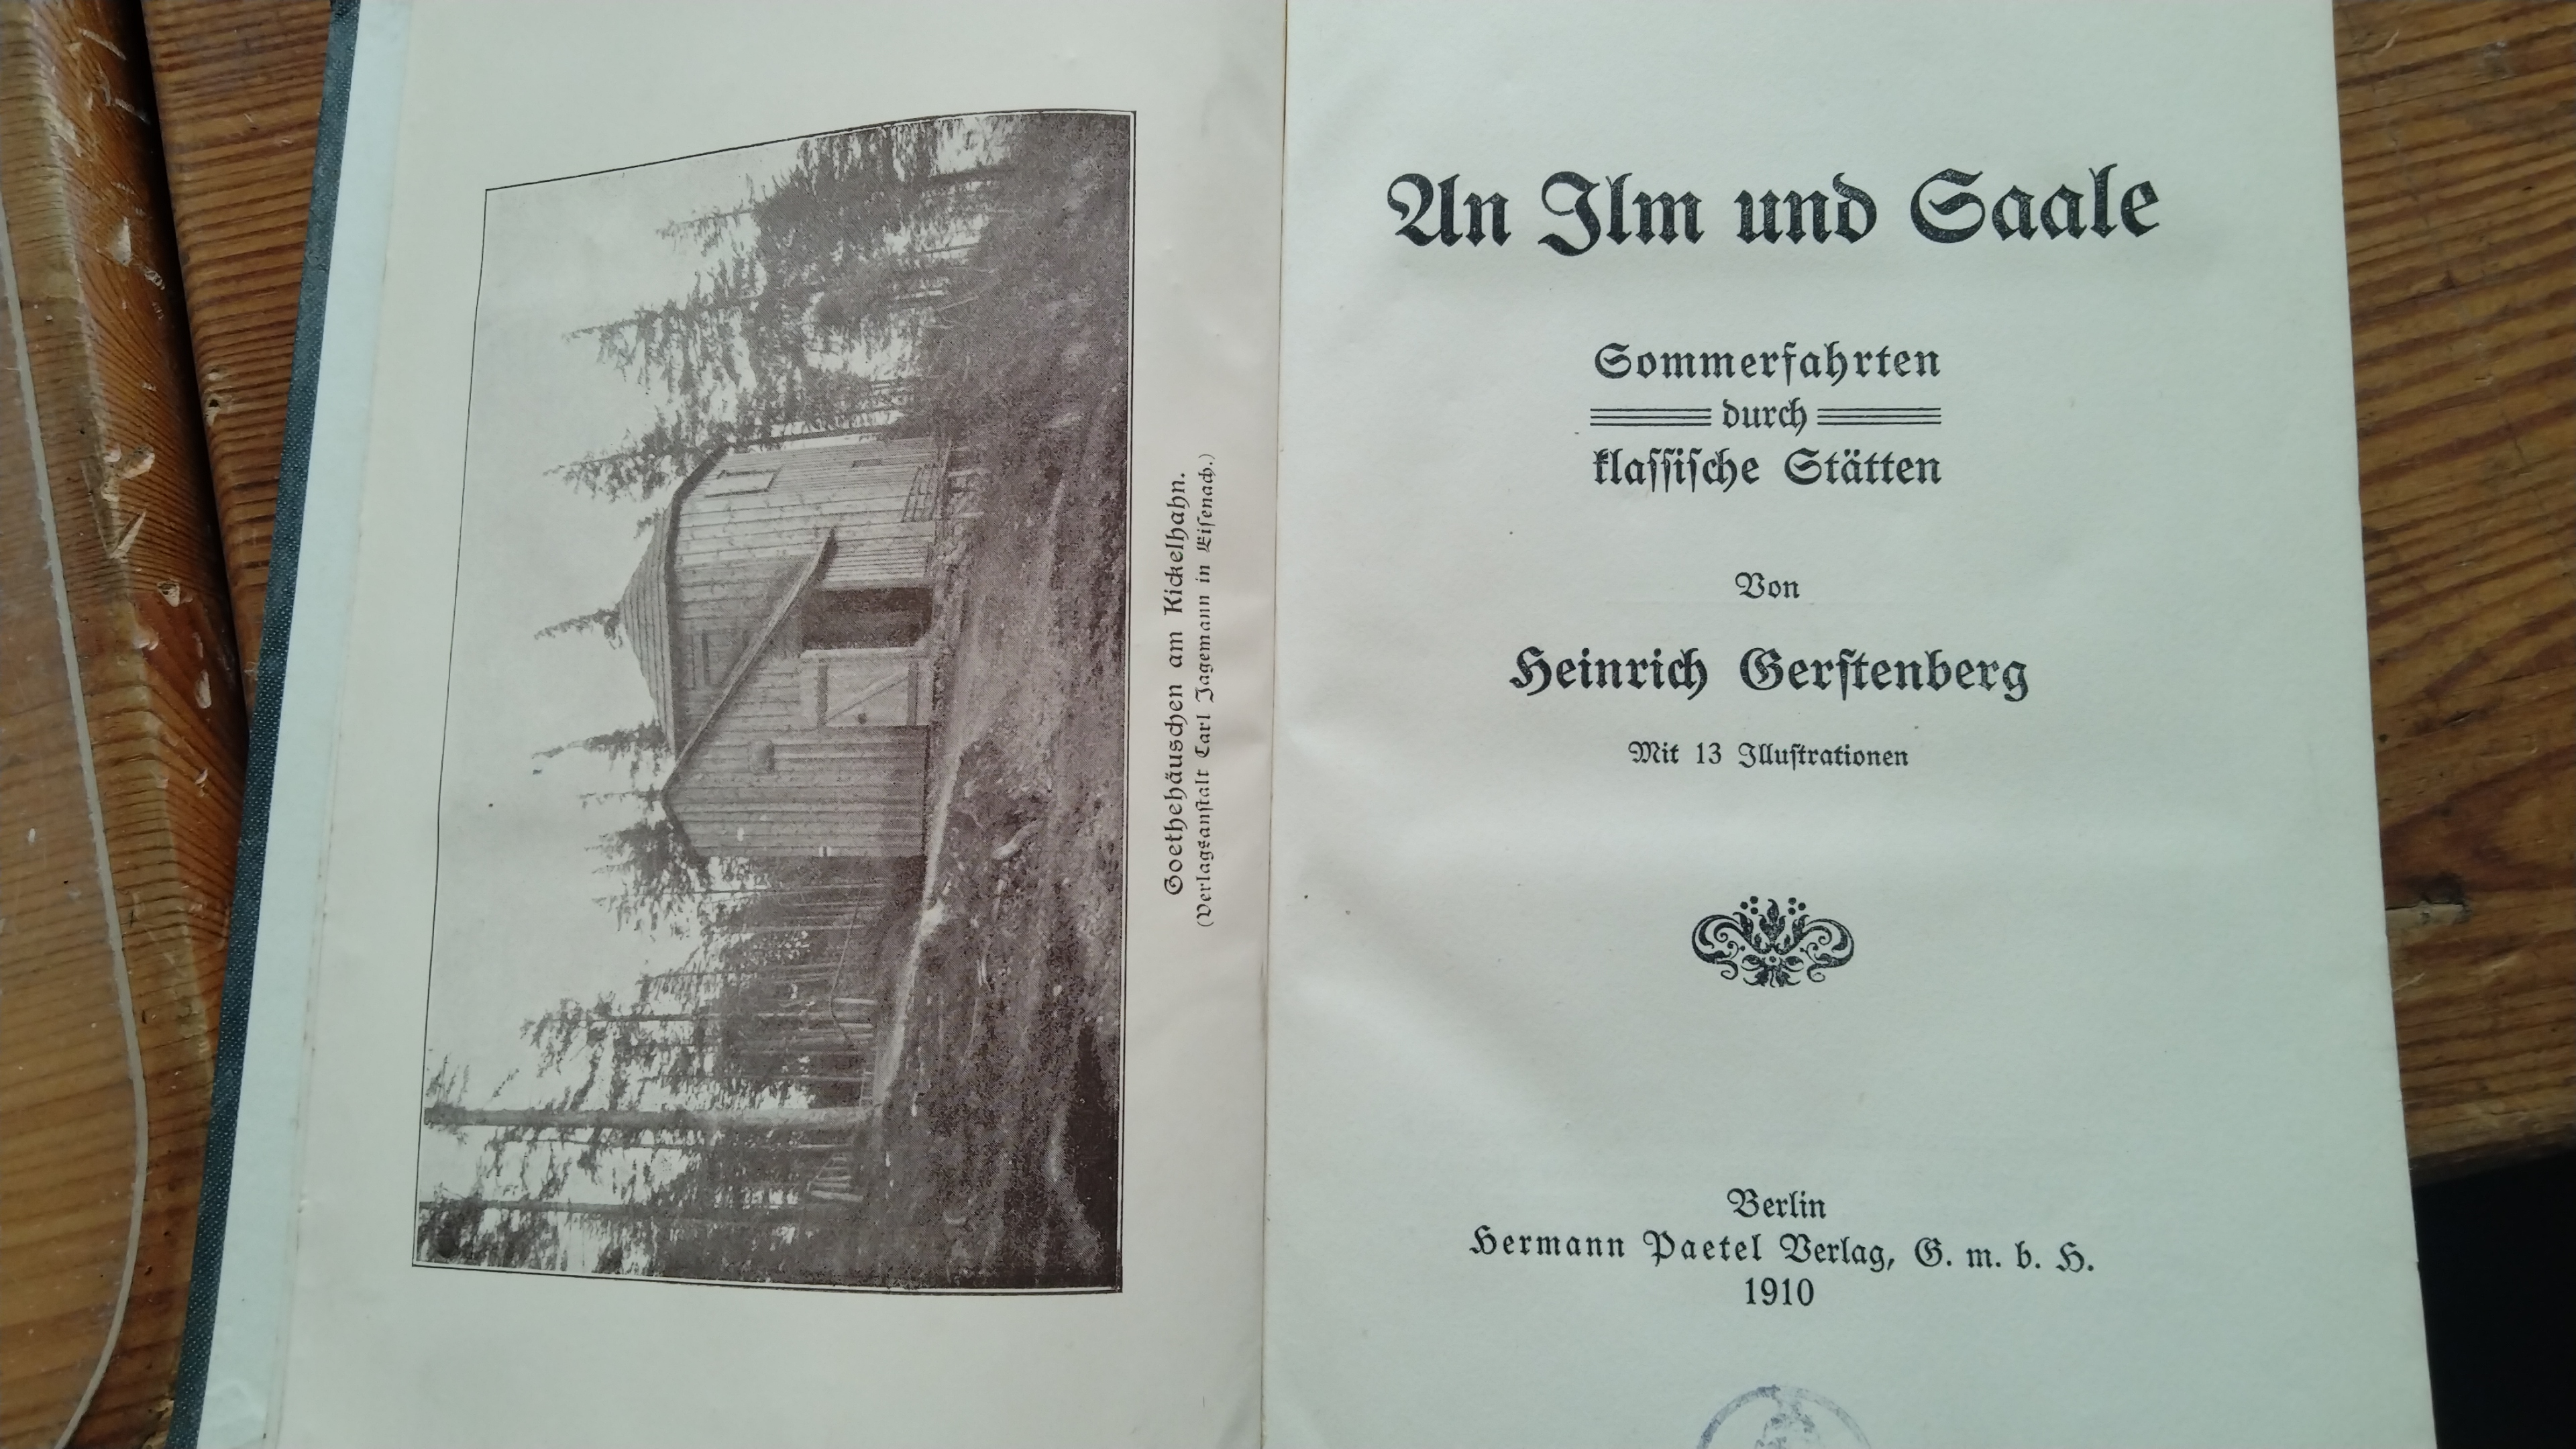 Goethehäuschen am Kickelhahn.
(Verlagsanſtalt Carl Jagemann in Eiſenach.)
An Ilm und Saale
Sommerfahrten
durch
klaſſiſche Stätten
Von
Heinrich Gerſtenberg
Mit 13 Illuſtrationen
Berlin
Hermann Paetel Verlag, G. m. b. H.
1910